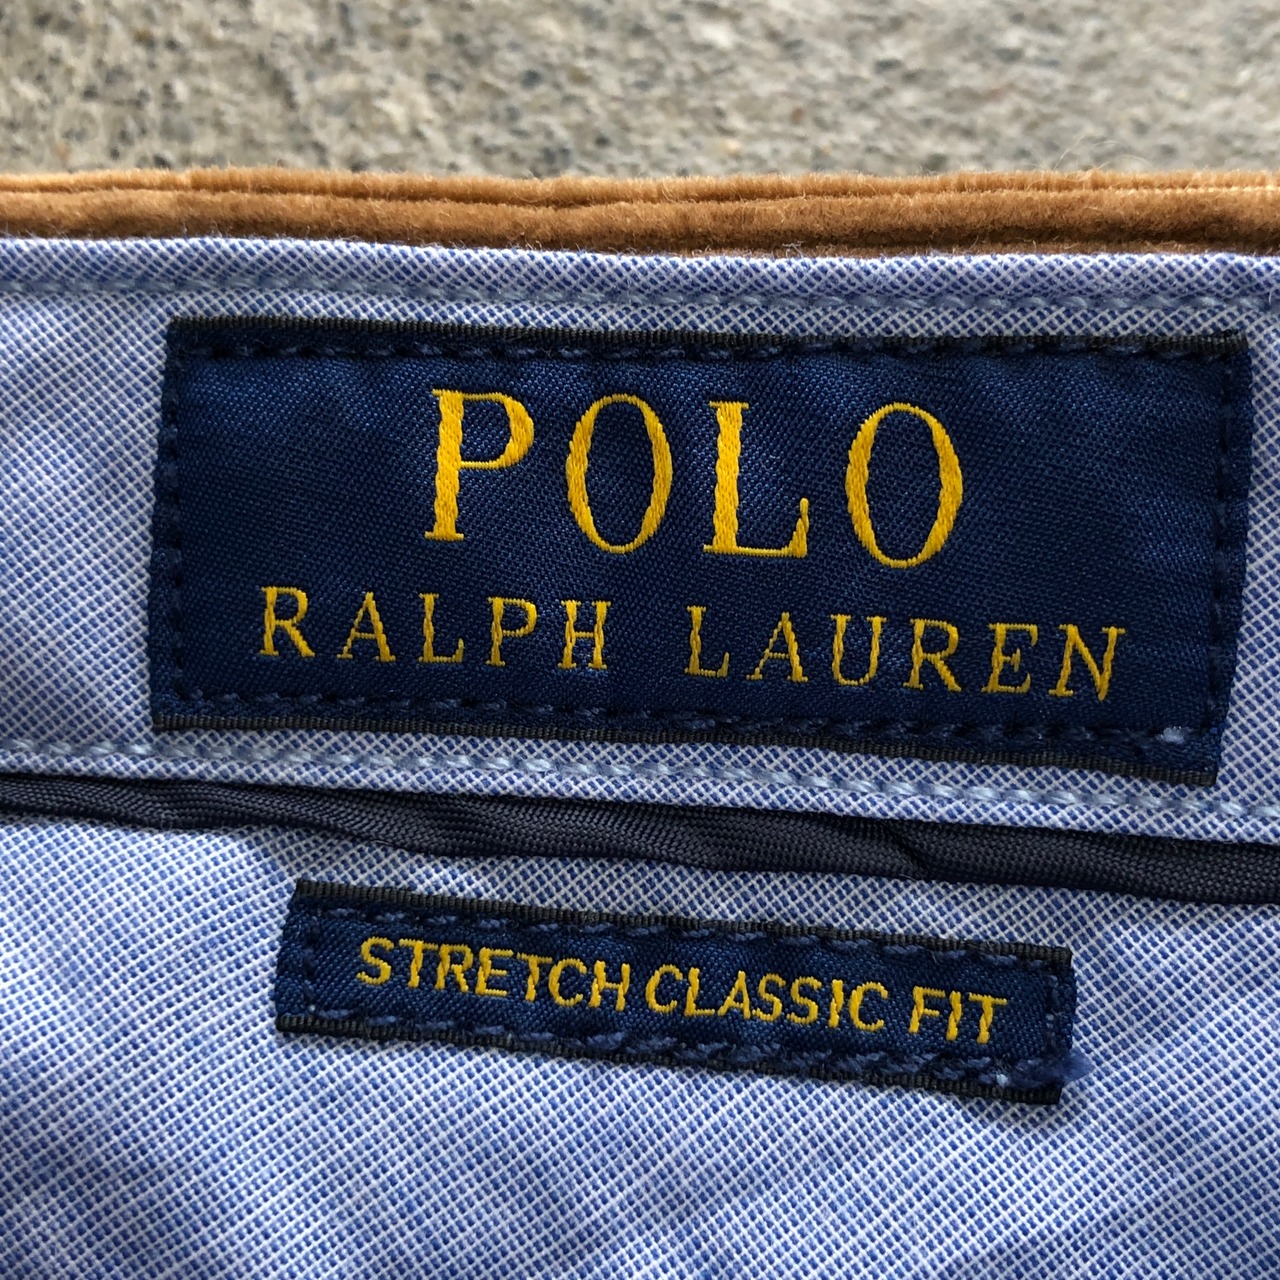 POLO
RALPH LAUREN
STRETCH CLASSIC FIT